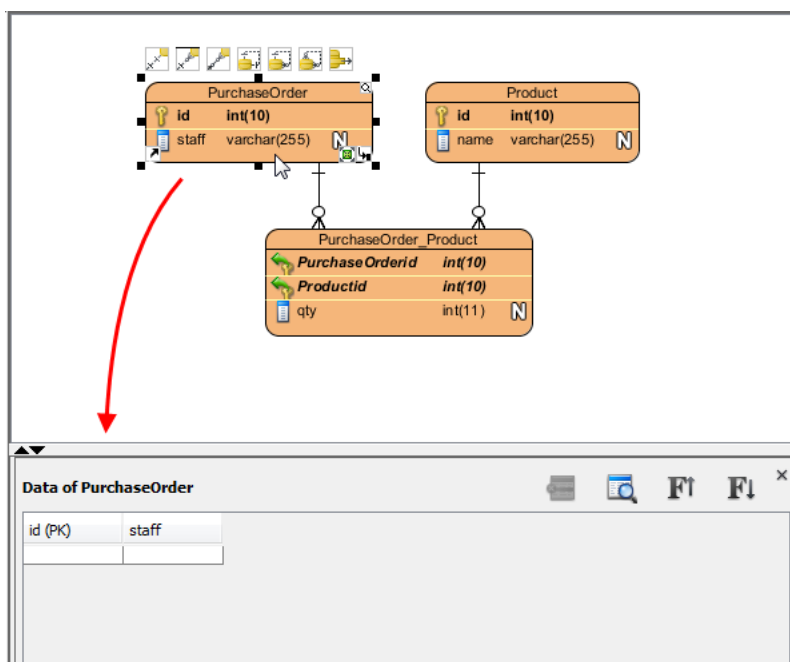 PurchaseOrder
id int(10)
staff varchar(255) N
Product
id int(10)
name varchar(255) N
PurchaseOrder_Product
PurchaseOrderid int(10)
Productid int(10)
qty int(11) N
Data of PurchaseOrder
F F
id (PK) staff